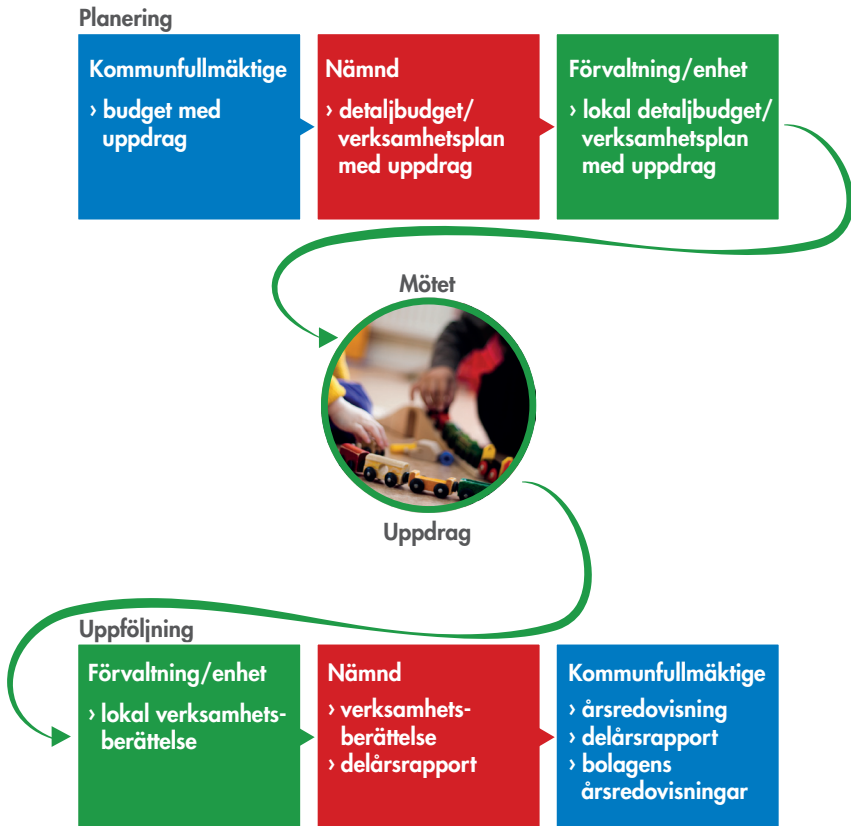 Planering
Kommunfullmäktige
› budget med
uppdrag
Nämnd
› detaljbudget/
verksamhetsplan
med uppdrag
Förvaltning/enhet
› lokal detaljbudget/
verksamhetsplan
med uppdrag
Mötet
Uppdrag
Uppföljning
Förvaltning/enhet
› lokal verksamhets-
berättelse
Nämnd
› verksamhets-
berättelse
› delårsrapport
Kommunfullmäktige
› årsredovisning
› delårsrapport
› bolagens
årsredovisningar